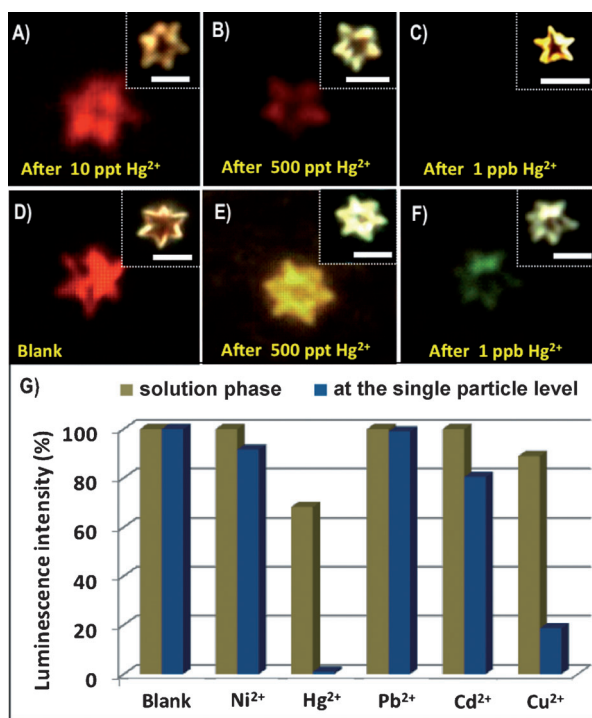 A)
After 10 ppt Hg²⁺
B)
After 500 ppt Hg²⁺
C)
After 1 ppb Hg²⁺
D)
Blank
E)
After 500 ppt Hg²⁺
F)
After 1 ppb Hg²⁺
G)
solution phase at the single particle level
Luminescence intensity (%)
100
80
60
40
20
0
Blank Ni²⁺ Hg²⁺ Pb²⁺ Cd²⁺ Cu²⁺